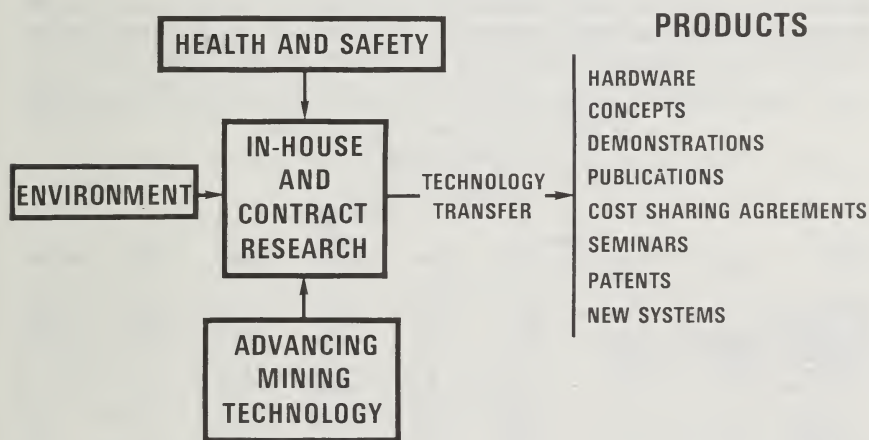 HEALTH AND SAFETY
ENVIRONMENT
IN-HOUSE
AND
CONTRACT
RESEARCH
ADVANCING
MINING
TECHNOLOGY
TECHNOLOGY
TRANSFER
PRODUCTS
HARDWARE
CONCEPTS
DEMONSTRATIONS
PUBLICATIONS
COST SHARING AGREEMENTS
SEMINARS
PATENTS
NEW SYSTEMS